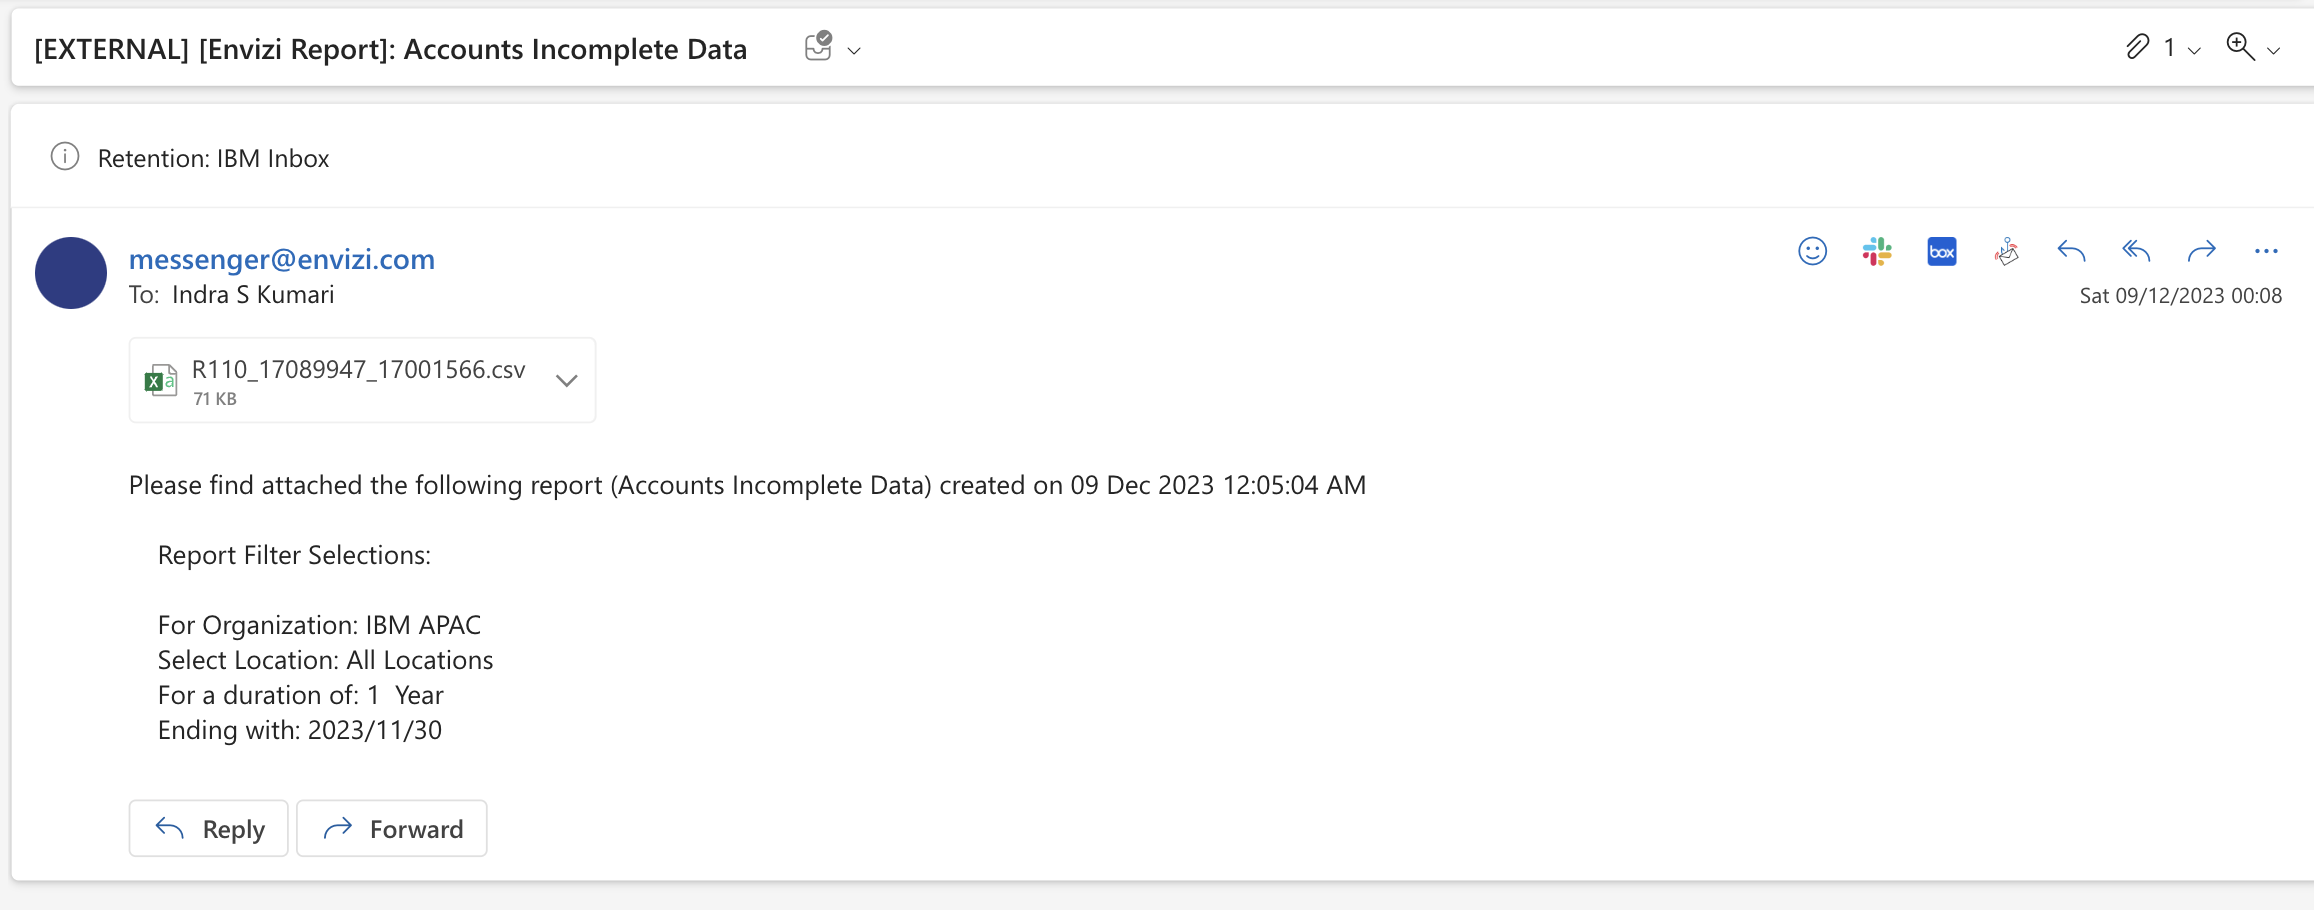 [EXTERNAL] [Envizi Report]: Accounts Incomplete Data
1
Retention: IBM Inbox
messenger@envizi.com
box
To: Indra S Kumari
Sat 09/12/2023 00:08
R110_17089947_17001566.csv
71 KB
Please find attached the following report (Accounts Incomplete Data) created on 09 Dec 2023 12:05:04 AM
Report Filter Selections:
For Organization: IBM APAC
Select Location: All Locations
For a duration of: 1  Year
Ending with: 2023/11/30
Reply
Forward